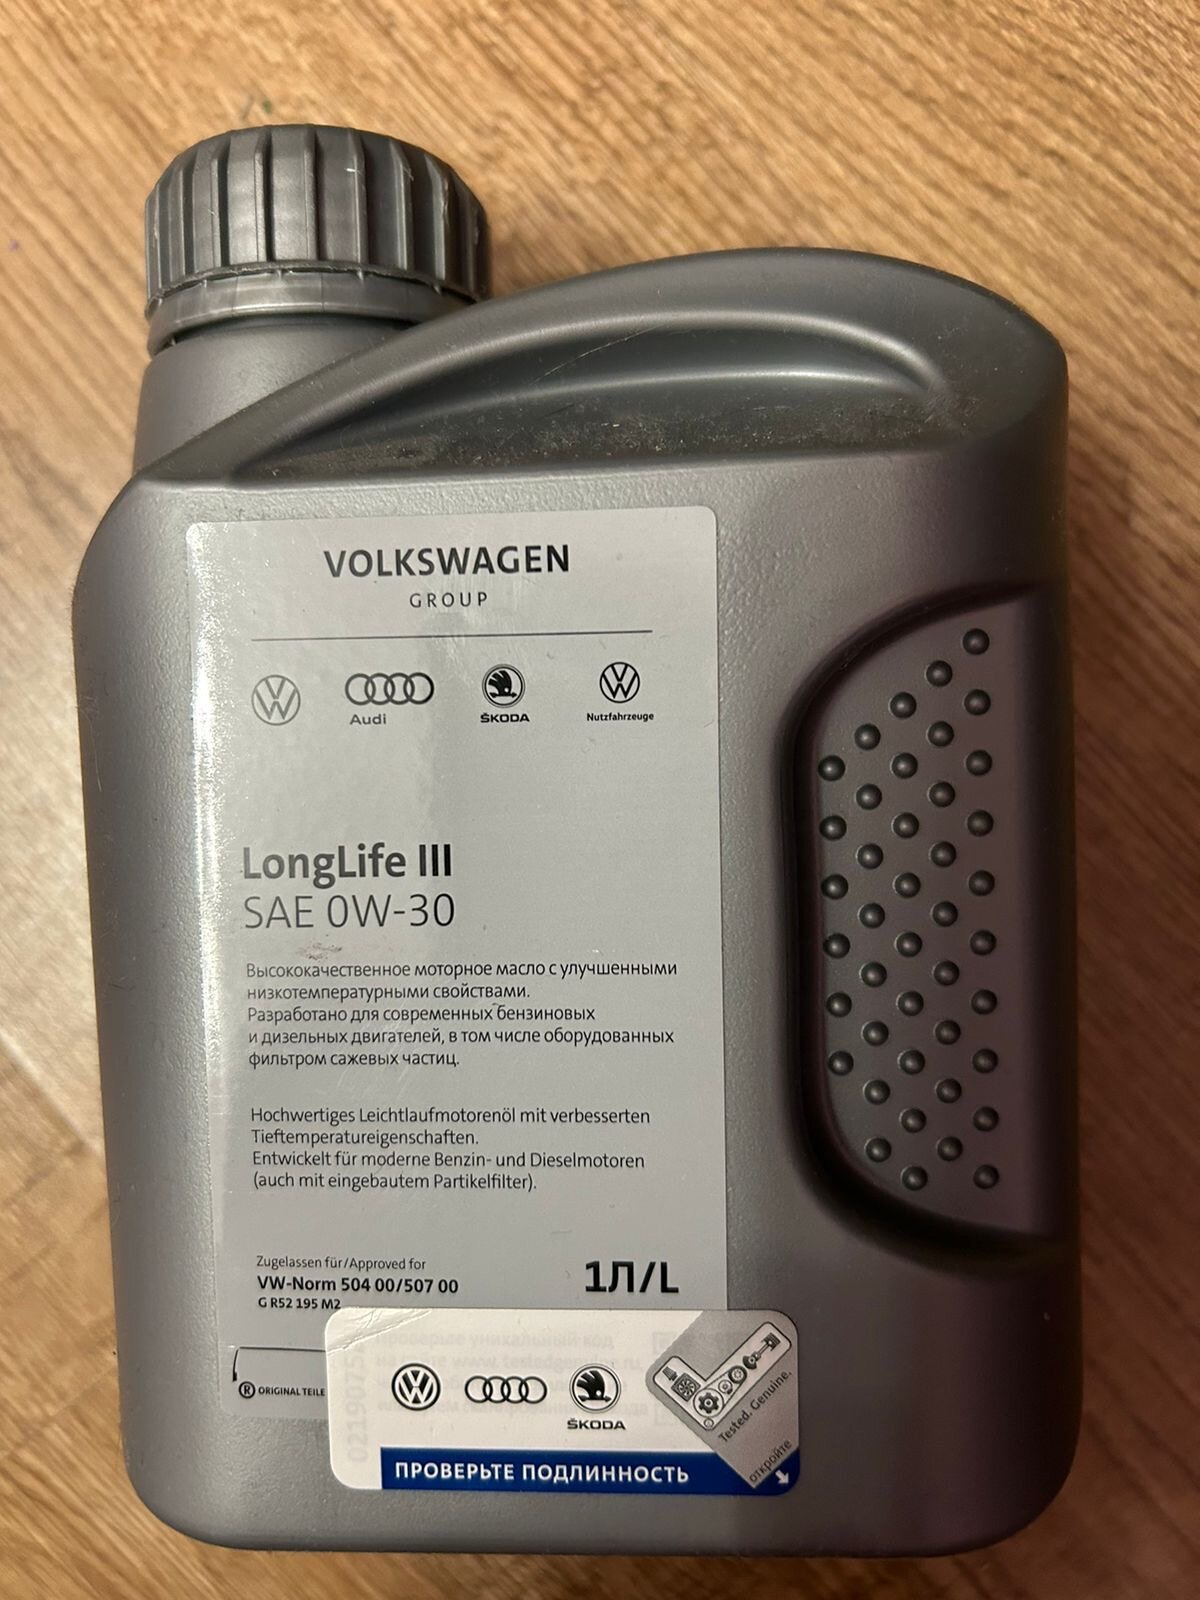 VOLKSWAGEN
GROUP
Audi
ŠKODA
Nutzfahrzeuge
LongLife III
SAE 0W-30
Высококачественное моторное масло с улучшенными
низкотемпературными свойствами.
Разработано для современных бензиновых
и дизельных двигателей, в том числе оборудованных
фильтром сажевых частиц.
Hochwertiges Leichtlaufmotorenöl mit verbesserten
Tieftemperatureigenschaften.
Entwickelt für moderne Benzin- und Dieselmotoren
(auch mit eingebautem Partikelfilter).
Zugelassen für/Approved for
VW-Norm 504 00/507 00
G R52 195 M2
1Л/L
® ORIGINAL TEILE
ŠKODA
Tested. Genuine.
откройте
ПРОВЕРЬТЕ ПОДЛИННОСТЬ